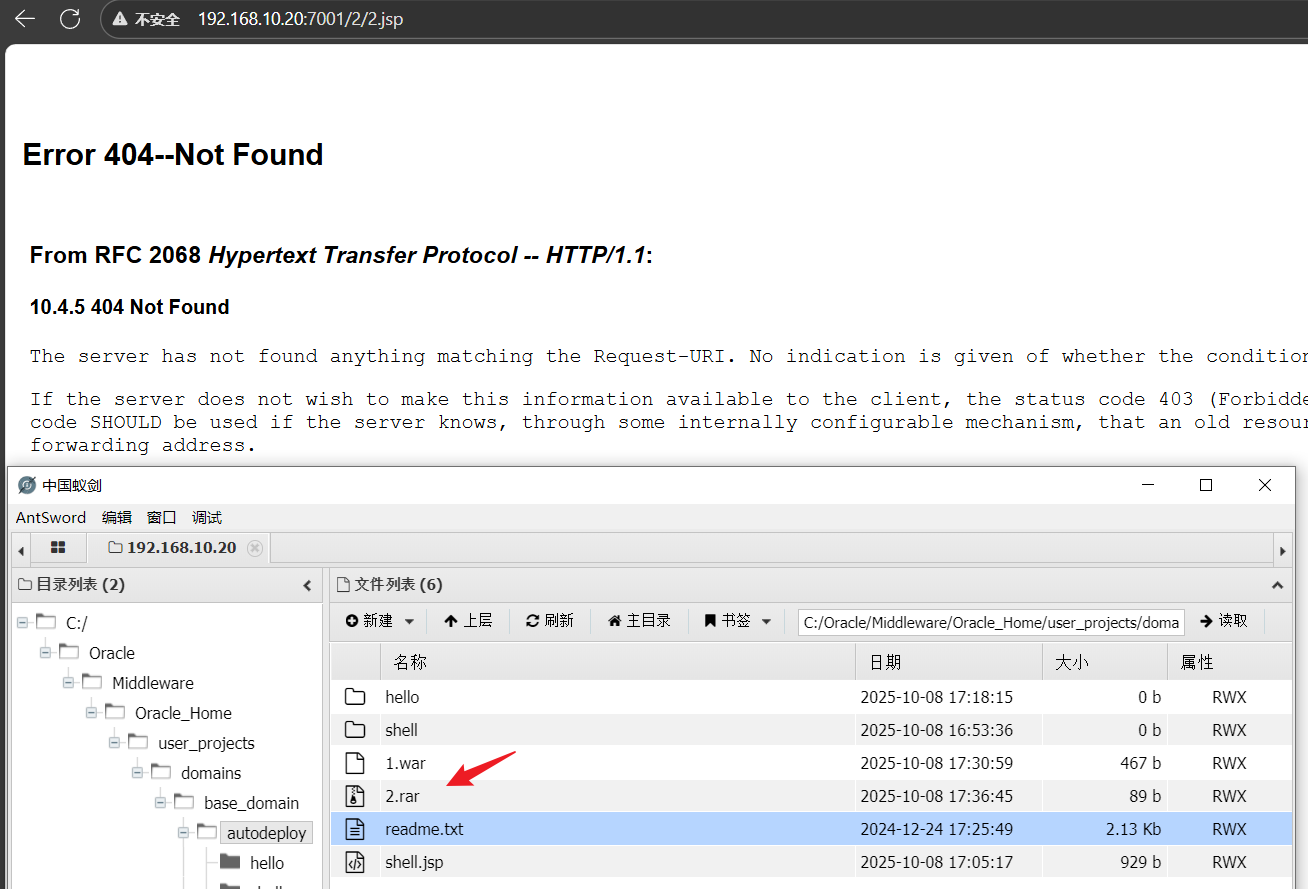 不安全 192.168.10.20:7001/2/2.jsp
Error 404--Not Found
From RFC 2068 Hypertext Transfer Protocol -- HTTP/1.1:
10.4.5 404 Not Found
The server has not found anything matching the Request-URI. No indication is given of whether the condition
If the server does not wish to make this information available to the client, the status code 403 (Forbidde
code SHOULD be used if the server knows, through some internally configurable mechanism, that an old resour
forwarding address.
中国蚁剑
AntSword 编辑 窗口 调试
192.168.10.20
目录列表 (2)
C:/
Oracle
Middleware
Oracle_Home
user_projects
domains
base_domain
autodeploy
hello
文件列表 (6)
新建 上层 刷新 主目录 书签 C:/Oracle/Middleware/Oracle_Home/user_projects/doma 读取
名称 日期 大小 属性
hello 2025-10-08 17:18:15 0 b RWX
shell 2025-10-08 16:53:36 0 b RWX
1.war 2025-10-08 17:30:59 467 b RWX
2.rar 2025-10-08 17:36:45 89 b RWX
readme.txt 2024-12-24 17:25:49 2.13 Kb RWX
shell.jsp 2025-10-08 17:05:17 929 b RWX